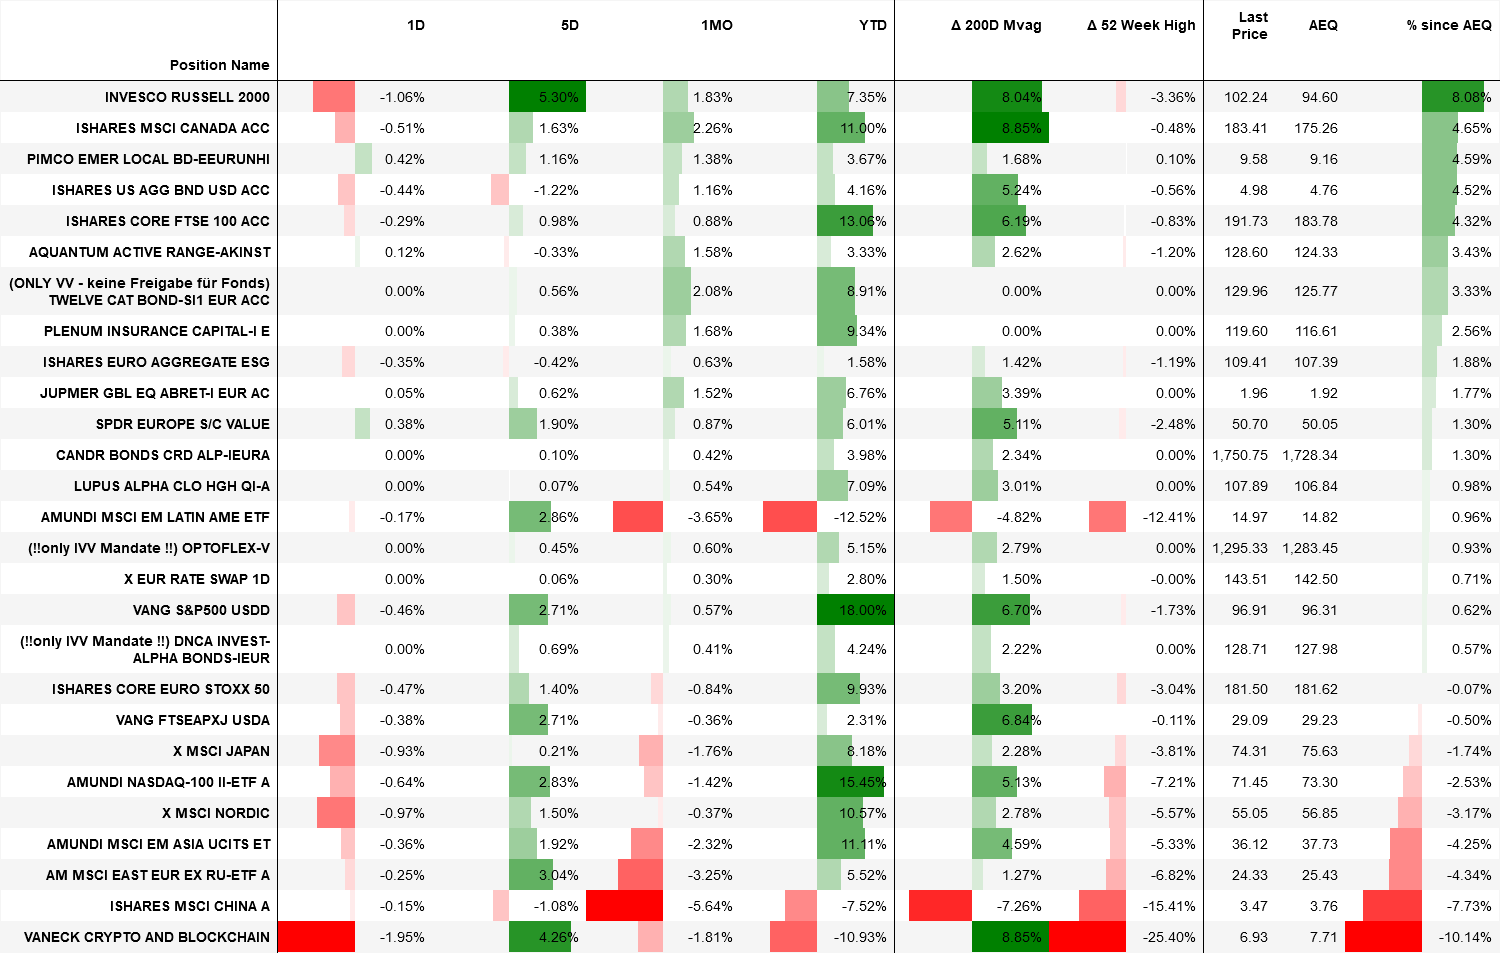 1D 5D 1MO YTD Δ 200D Mvag Δ 52 Week High Last AEQ % since AEQ
Price
Position Name
INVESCO RUSSELL 2000 -1.06% 5.30% 1.83% 7.35% 8.04% -3.36% 102.24 94.60 8.08%
ISHARES MSCI CANADA ACC -0.51% 1.63% 2.26% 11.00% 8.85% -0.48% 183.41 175.26 4.65%
PIMCO EMER LOCAL BD-EEURUNHI 0.42% 1.16% 1.38% 3.67% 1.68% 0.10% 9.58 9.16 4.59%
ISHARES US AGG BND USD ACC -0.44% -1.22% 1.16% 4.16% 5.24% -0.56% 4.98 4.76 4.52%
ISHARES CORE FTSE 100 ACC -0.29% 0.98% 0.88% 13.06% 6.19% -0.83% 191.73 183.78 4.32%
AQUANTUM ACTIVE RANGE-AKINST 0.12% -0.33% 1.58% 3.33% 2.62% -1.20% 128.60 124.33 3.43%
(ONLY VV - keine Freigabe für Fonds)
TWELVE CAT BOND-SI1 EUR ACC 0.00% 0.56% 2.08% 8.91% 0.00% 0.00% 129.96 125.77 3.33%
PLENUM INSURANCE CAPITAL-I E 0.00% 0.38% 1.68% 9.34% 0.00% 0.00% 119.60 116.61 2.56%
ISHARES EURO AGGREGATE ESG -0.35% -0.42% 0.63% 1.58% 1.42% -1.19% 109.41 107.39 1.88%
JUPMER GBL EQ ABRET-I EUR AC 0.05% 0.62% 1.52% 6.76% 3.39% 0.00% 1.96 1.92 1.77%
SPDR EUROPE S/C VALUE 0.38% 1.90% 0.87% 6.01% 5.11% -2.48% 50.70 50.05 1.30%
CANDR BONDS CRD ALP-IEURA 0.00% 0.10% 0.42% 3.98% 2.34% 0.00% 1,750.75 1,728.34 1.30%
LUPUS ALPHA CLO HGH QI-A 0.00% 0.07% 0.54% 7.09% 3.01% 0.00% 107.89 106.84 0.98%
AMUNDI MSCI EM LATIN AME ETF -0.17% 2.86% -3.65% -12.52% -4.82% -12.41% 14.97 14.82 0.96%
(!!only IVV Mandate !!) OPTOFLEX-V 0.00% 0.45% 0.60% 5.15% 2.79% 0.00% 1,295.33 1,283.45 0.93%
X EUR RATE SWAP 1D 0.00% 0.06% 0.30% 2.80% 1.50% -0.00% 143.51 142.50 0.71%
VANG S&P500 USDD -0.46% 2.71% 0.57% 18.00% 6.70% -1.73% 96.91 96.31 0.62%
(!!only IVV Mandate !!) DNCA INVEST-
ALPHA BONDS-IEUR 0.00% 0.69% 0.41% 4.24% 2.22% 0.00% 128.71 127.98 0.57%
ISHARES CORE EURO STOXX 50 -0.47% 1.40% -0.84% 9.93% 3.20% -3.04% 181.50 181.62 -0.07%
VANG FTSEAPXJ USDA -0.38% 2.71% -0.36% 2.31% 6.84% -0.11% 29.09 29.23 -0.50%
X MSCI JAPAN -0.93% 0.21% -1.76% 8.18% 2.28% -3.81% 74.31 75.63 -1.74%
AMUNDI NASDAQ-100 II-ETF A -0.64% 2.83% -1.42% 15.45% 5.13% -7.21% 71.45 73.30 -2.53%
X MSCI NORDIC -0.97% 1.50% -0.37% 10.57% 2.78% -5.57% 55.05 56.85 -3.17%
AMUNDI MSCI EM ASIA UCITS ET -0.36% 1.92% -2.32% 11.11% 4.59% -5.33% 36.12 37.73 -4.25%
AM MSCI EAST EUR EX RU-ETF A -0.25% 3.04% -3.25% 5.52% 1.27% -6.82% 24.33 25.43 -4.34%
ISHARES MSCI CHINA A -0.15% -1.08% -5.64% -7.52% -7.26% -15.41% 3.47 3.76 -7.73%
VANECK CRYPTO AND BLOCKCHAIN -1.95% 4.26% -1.81% -10.93% 8.85% -25.40% 6.93 7.71 -10.14%